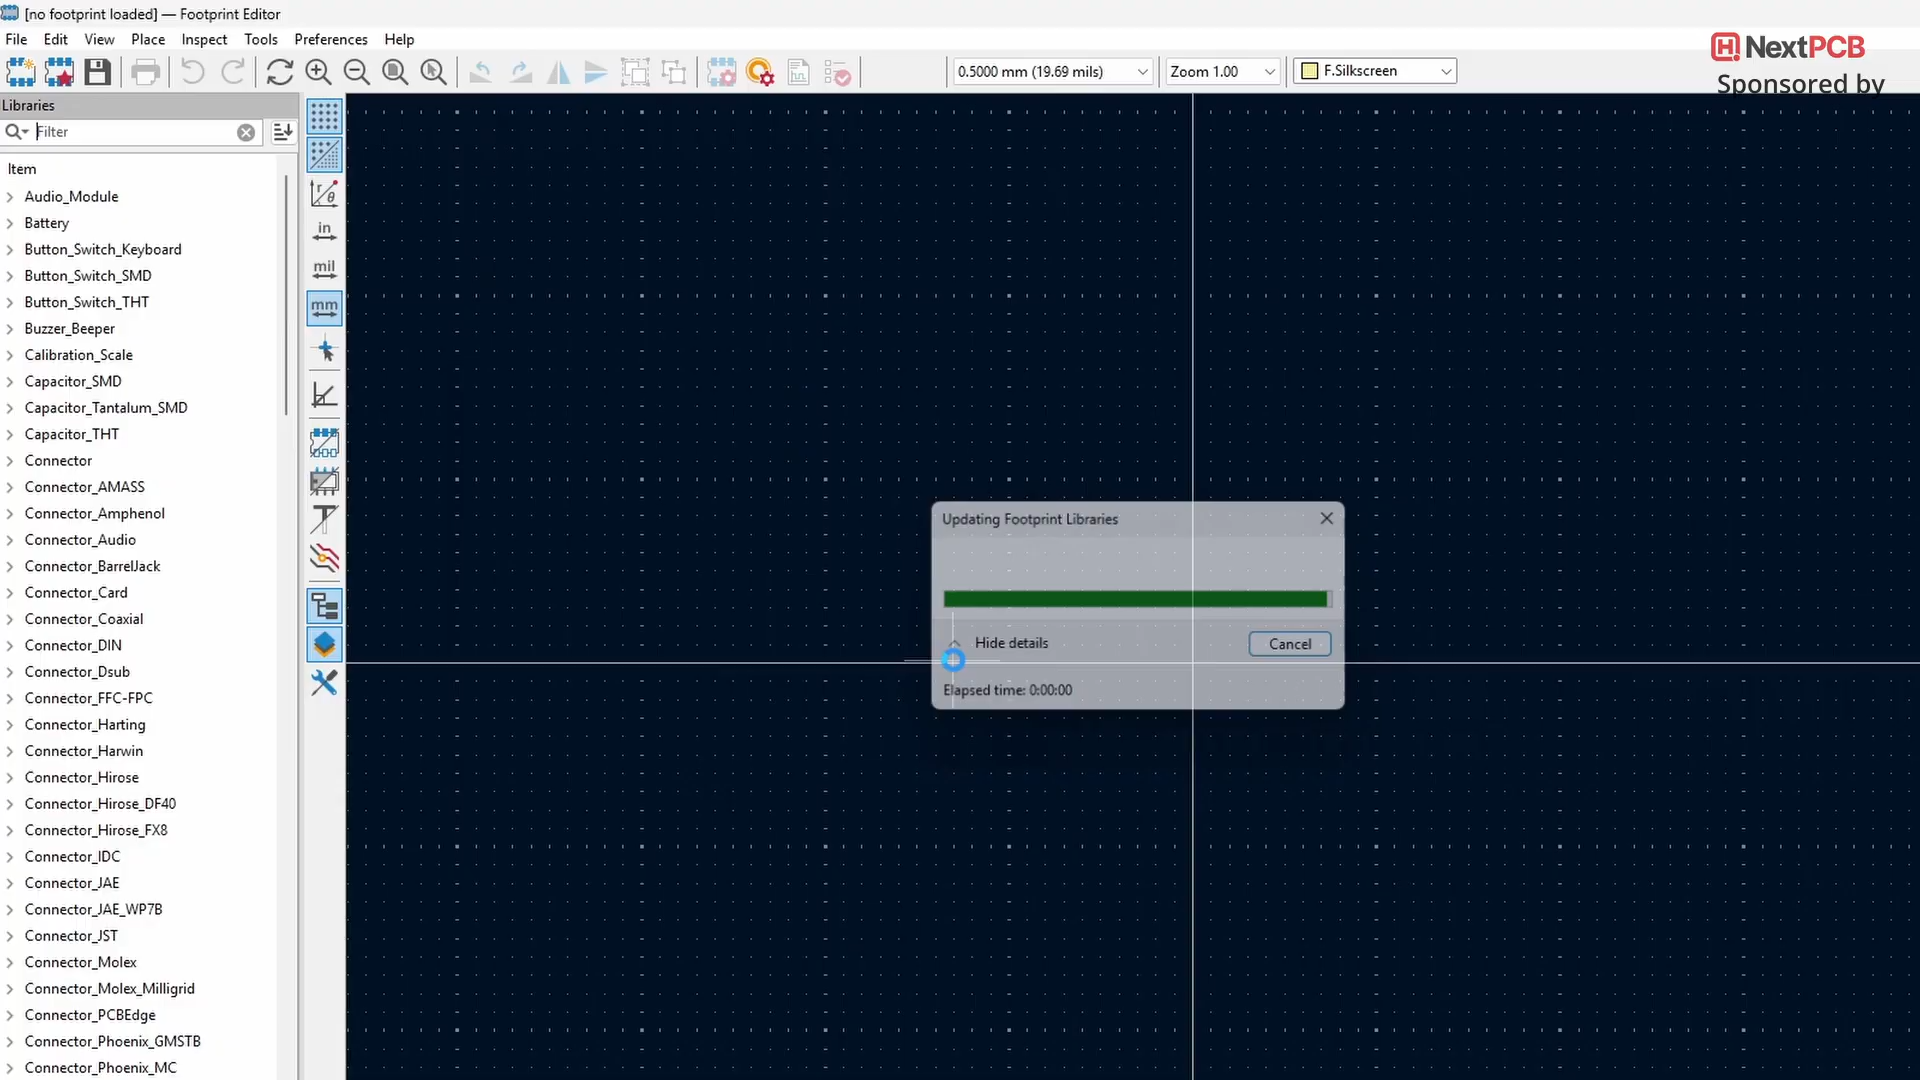 [no footprint loaded] — Footprint Editor
NextPCB
Sponsored by
File Edit View Place Inspect Tools Preferences Help
0.5000 mm (19.69 mils) Zoom 1.00 F.Silkscreen
Libraries
Filter
Item
Audio_Module
Battery
Button_Switch_Keyboard
Button_Switch_SMD
Button_Switch_THT
Buzzer_Beeper
Calibration_Scale
Capacitor_SMD
Capacitor_Tantalum_SMD
Capacitor_THT
Connector
Connector_AMASS
Connector_Amphenol
Connector_Audio
Connector_BarrelJack
Connector_Card
Connector_Coaxial
Connector_DIN
Connector_Dsub
Connector_FFC-FPC
Connector_Harting
Connector_Harwin
Connector_Hirose
Connector_Hirose_DF40
Connector_Hirose_FX8
Connector_IDC
Connector_JAE
Connector_JAE_WP7B
Connector_JST
Connector_Molex
Connector_Molex_Milligrid
Connector_PCBEdge
Connector_Phoenix_GMSTB
Connector_Phoenix_MC
r θ
in
mil
mm
Updating Footprint Libraries
Hide details
Cancel
Elapsed time: 0:00:00